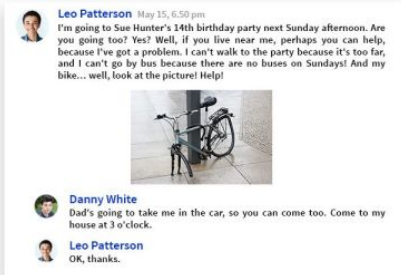 Leo Patterson May 15, 6.50 pm
I'm going to Sue Hunter's 14th birthday party next Sunday afternoon. Are
you going too? Yes? Well, if you live near me, perhaps you can help,
because I've got a problem. I can't walk to the party because it's too far,
and I can't go by bus because there are no buses on Sundays! And my
bike... well, look at the picture! Help!
Danny White
Dad's going to take me in the car, so you can come too. Come to my
house at 3 o'clock.
Leo Patterson
OK, thanks.